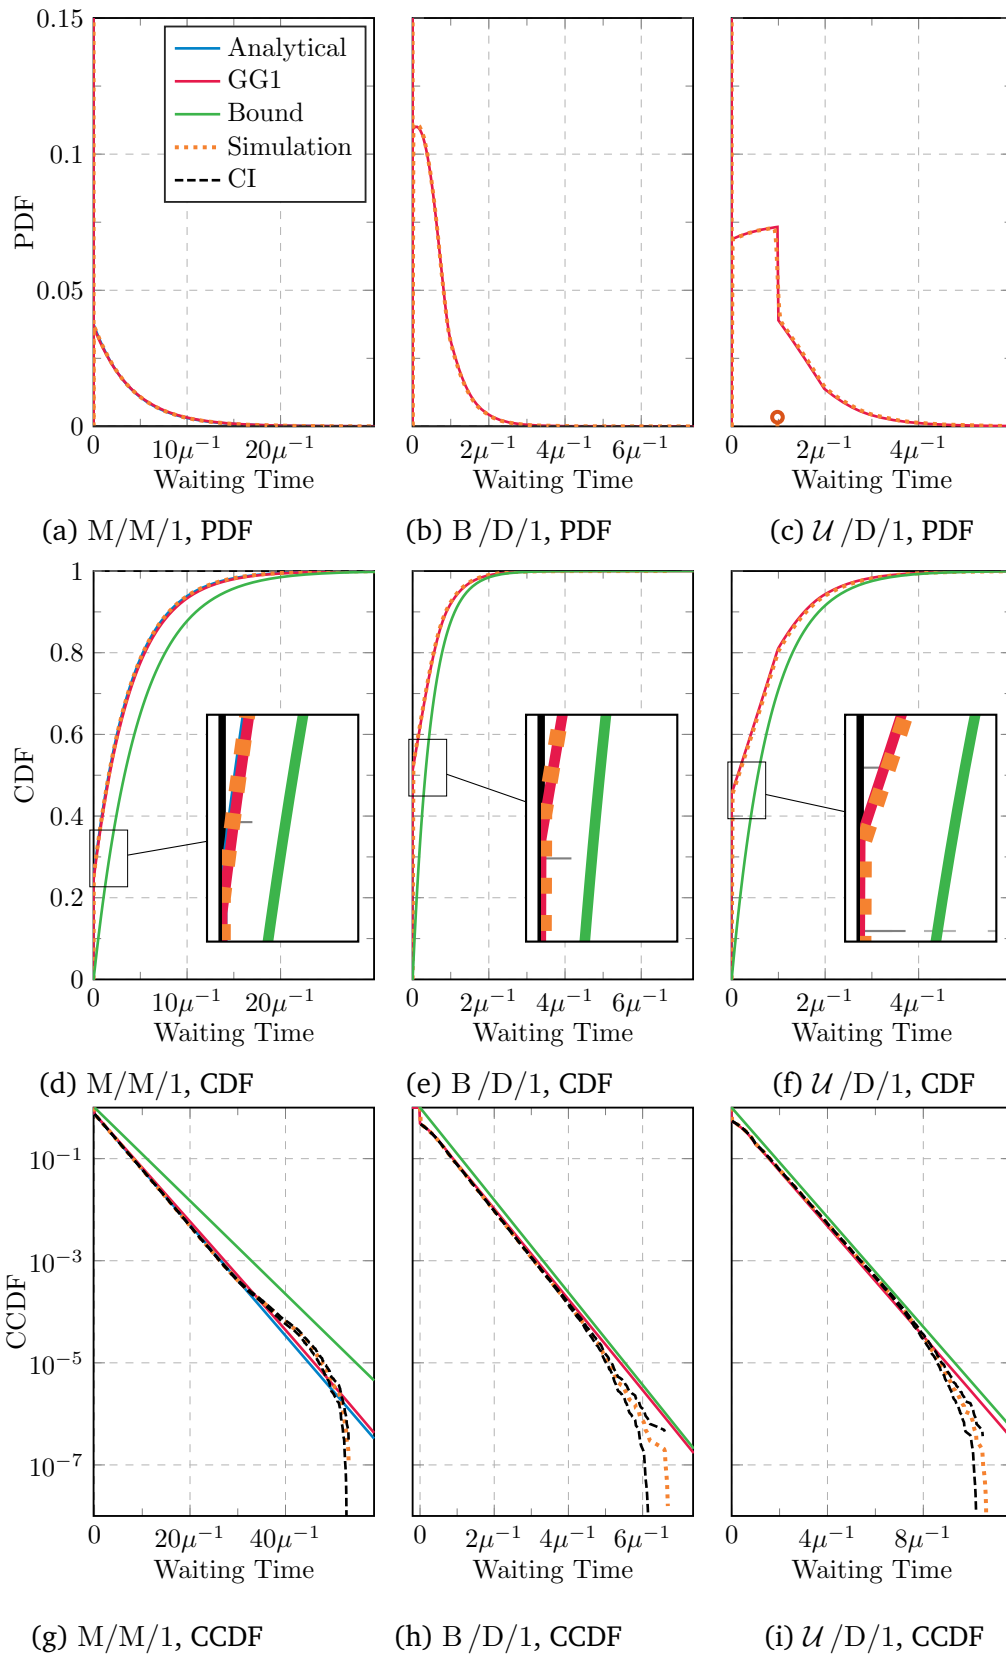 0.15
Analytical
GG1
Bound
Simulation
CI
0.1
PDF
0.05
0
0 10μ⁻¹ 20μ⁻¹
Waiting Time
0 2μ⁻¹ 4μ⁻¹ 6μ⁻¹
Waiting Time
0 2μ⁻¹ 4μ⁻¹
Waiting Time
(a) M/M/1, PDF
(b) B/D/1, PDF
(c) 𝒰/D/1, PDF
1
0.8
0.6
CDF
0.4
0.2
0
0 10μ⁻¹ 20μ⁻¹
Waiting Time
0 2μ⁻¹ 4μ⁻¹ 6μ⁻¹
Waiting Time
0 2μ⁻¹ 4μ⁻¹
Waiting Time
(d) M/M/1, CDF
(e) B/D/1, CDF
(f) 𝒰/D/1, CDF
10⁻¹
10⁻³
CCDF
10⁻⁵
10⁻⁷
0 20μ⁻¹ 40μ⁻¹
Waiting Time
0 2μ⁻¹ 4μ⁻¹ 6μ⁻¹
Waiting Time
0 4μ⁻¹ 8μ⁻¹
Waiting Time
(g) M/M/1, CCDF
(h) B/D/1, CCDF
(i) 𝒰/D/1, CCDF